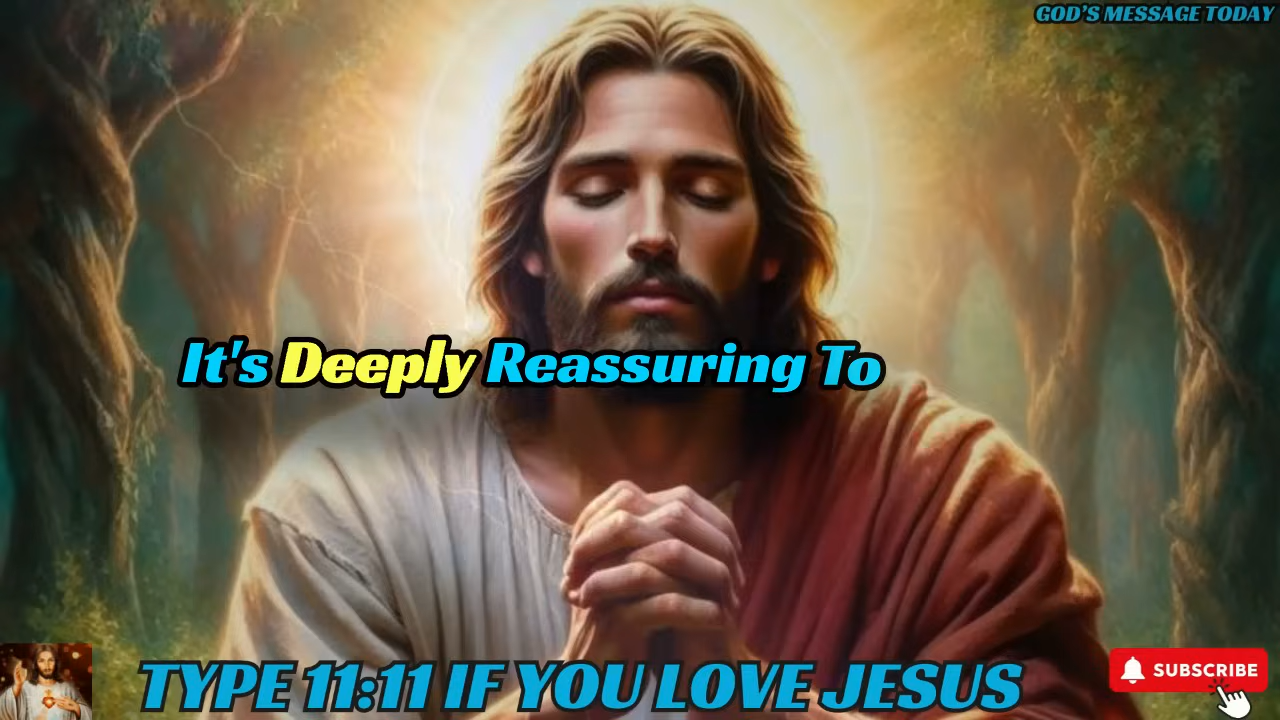 GOD'S MESSAGE TODAY
It's Deeply Reassuring To
TYPE 11:11 IF YOU LOVE JESUS
SUBSCRIBE